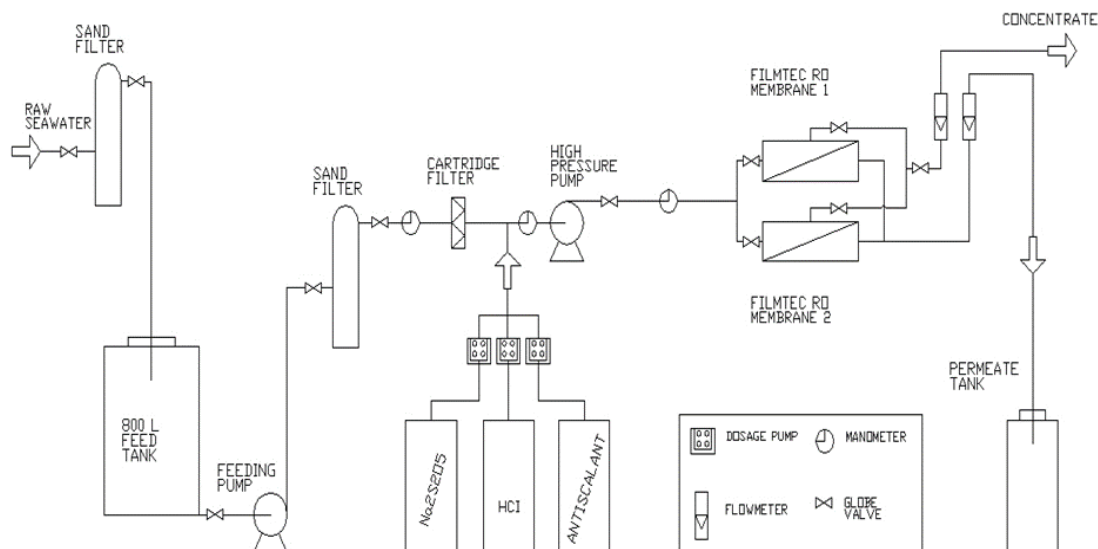 CONCENTRATE
SAND
FILTER
FILMTEC RO
MEMBRANE 1
RAW
SEAWATER
HIGH
PRESSURE
PUMP
CARTRIDGE
FILTER
SAND
FILTER
FILMTEC RO
MEMBRANE 2
PERMEATE
TANK
800 L
FEED
TANK
FEEDING
PUMP
Na2S2O5
HCl
ANTISCALANT
DOSAGE PUMP
MANOMETER
FLOWMETER
GLOBE
VALVE